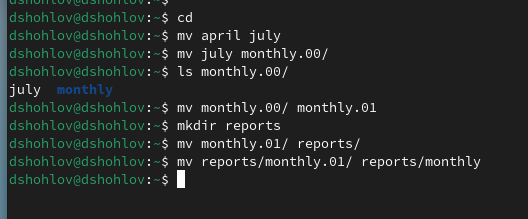 dshohlov@dshohlov:~$ cd
dshohlov@dshohlov:~$ mv april july
dshohlov@dshohlov:~$ mv july monthly.00/
dshohlov@dshohlov:~$ ls monthly.00/
july  monthly
dshohlov@dshohlov:~$ mv monthly.00/ monthly.01
dshohlov@dshohlov:~$ mkdir reports
dshohlov@dshohlov:~$ mv monthly.01/ reports/
dshohlov@dshohlov:~$ mv reports/monthly.01/ reports/monthly
dshohlov@dshohlov:~$